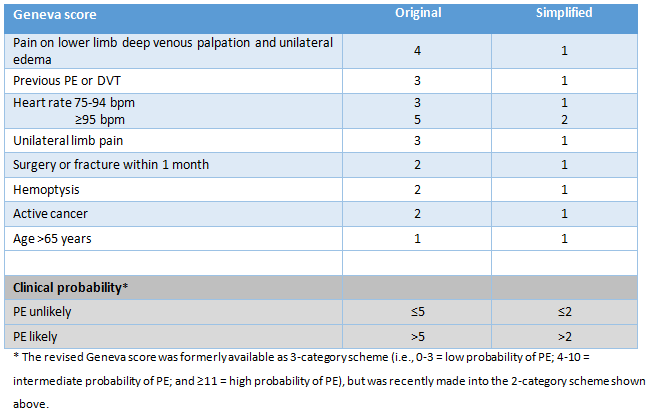 Geneva score Original Simplified
Pain on lower limb deep venous palpation and unilateral
edema 4 1
Previous PE or DVT 3 1
Heart rate 75-94 bpm 3 1
≥95 bpm 5 2
Unilateral limb pain 3 1
Surgery or fracture within 1 month 2 1
Hemoptysis 2 1
Active cancer 2 1
Age >65 years 1 1
Clinical probability*
PE unlikely ≤5 ≤2
PE likely >5 >2
* The revised Geneva score was formerly available as 3-category scheme (i.e., 0-3 = low probability of PE; 4-10 =
intermediate probability of PE; and ≥11 = high probability of PE), but was recently made into the 2-category scheme shown
above.